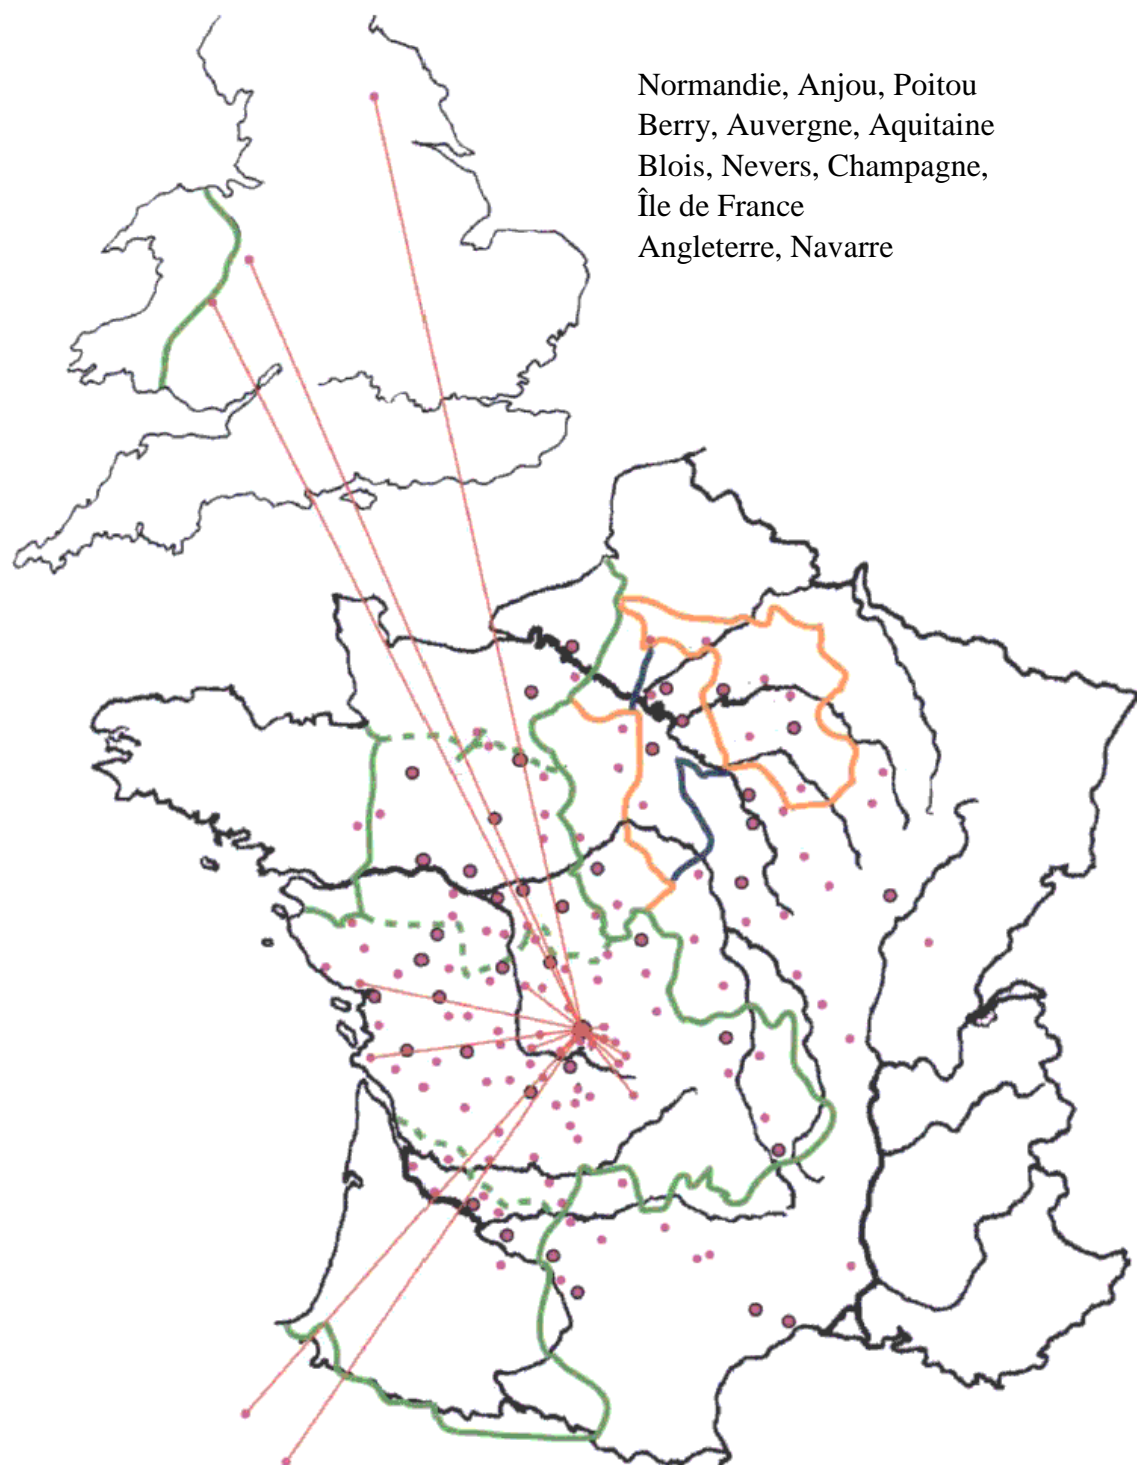 Normandie, Anjou, Poitou
Berry, Auvergne, Aquitaine
Blois, Nevers, Champagne,
Île de France
Angleterre, Navarre